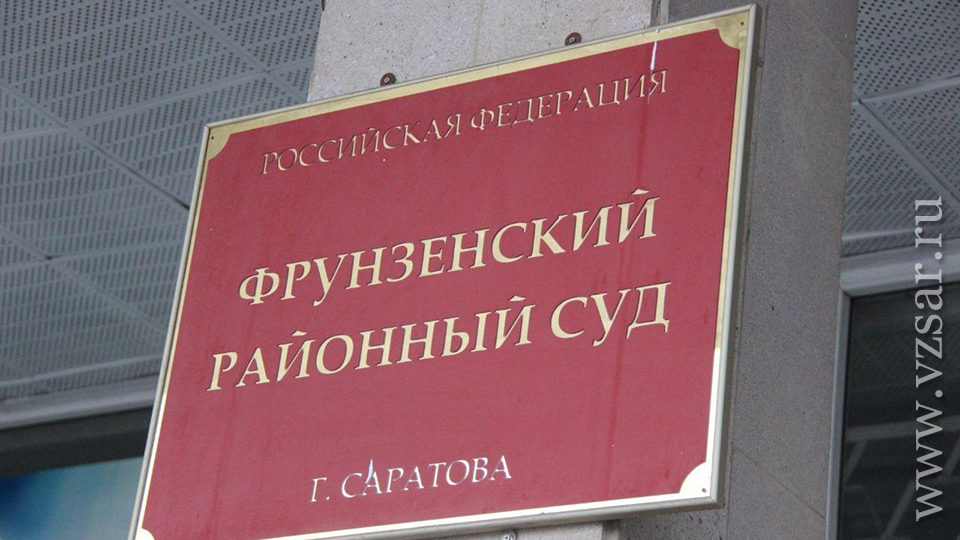 РОССИЙСКАЯ ФЕДЕРАЦИЯ
ФРУНЗЕНСКИЙ
РАЙОННЫЙ СУД
Г. САРАТОВА
www.vzsar.ru